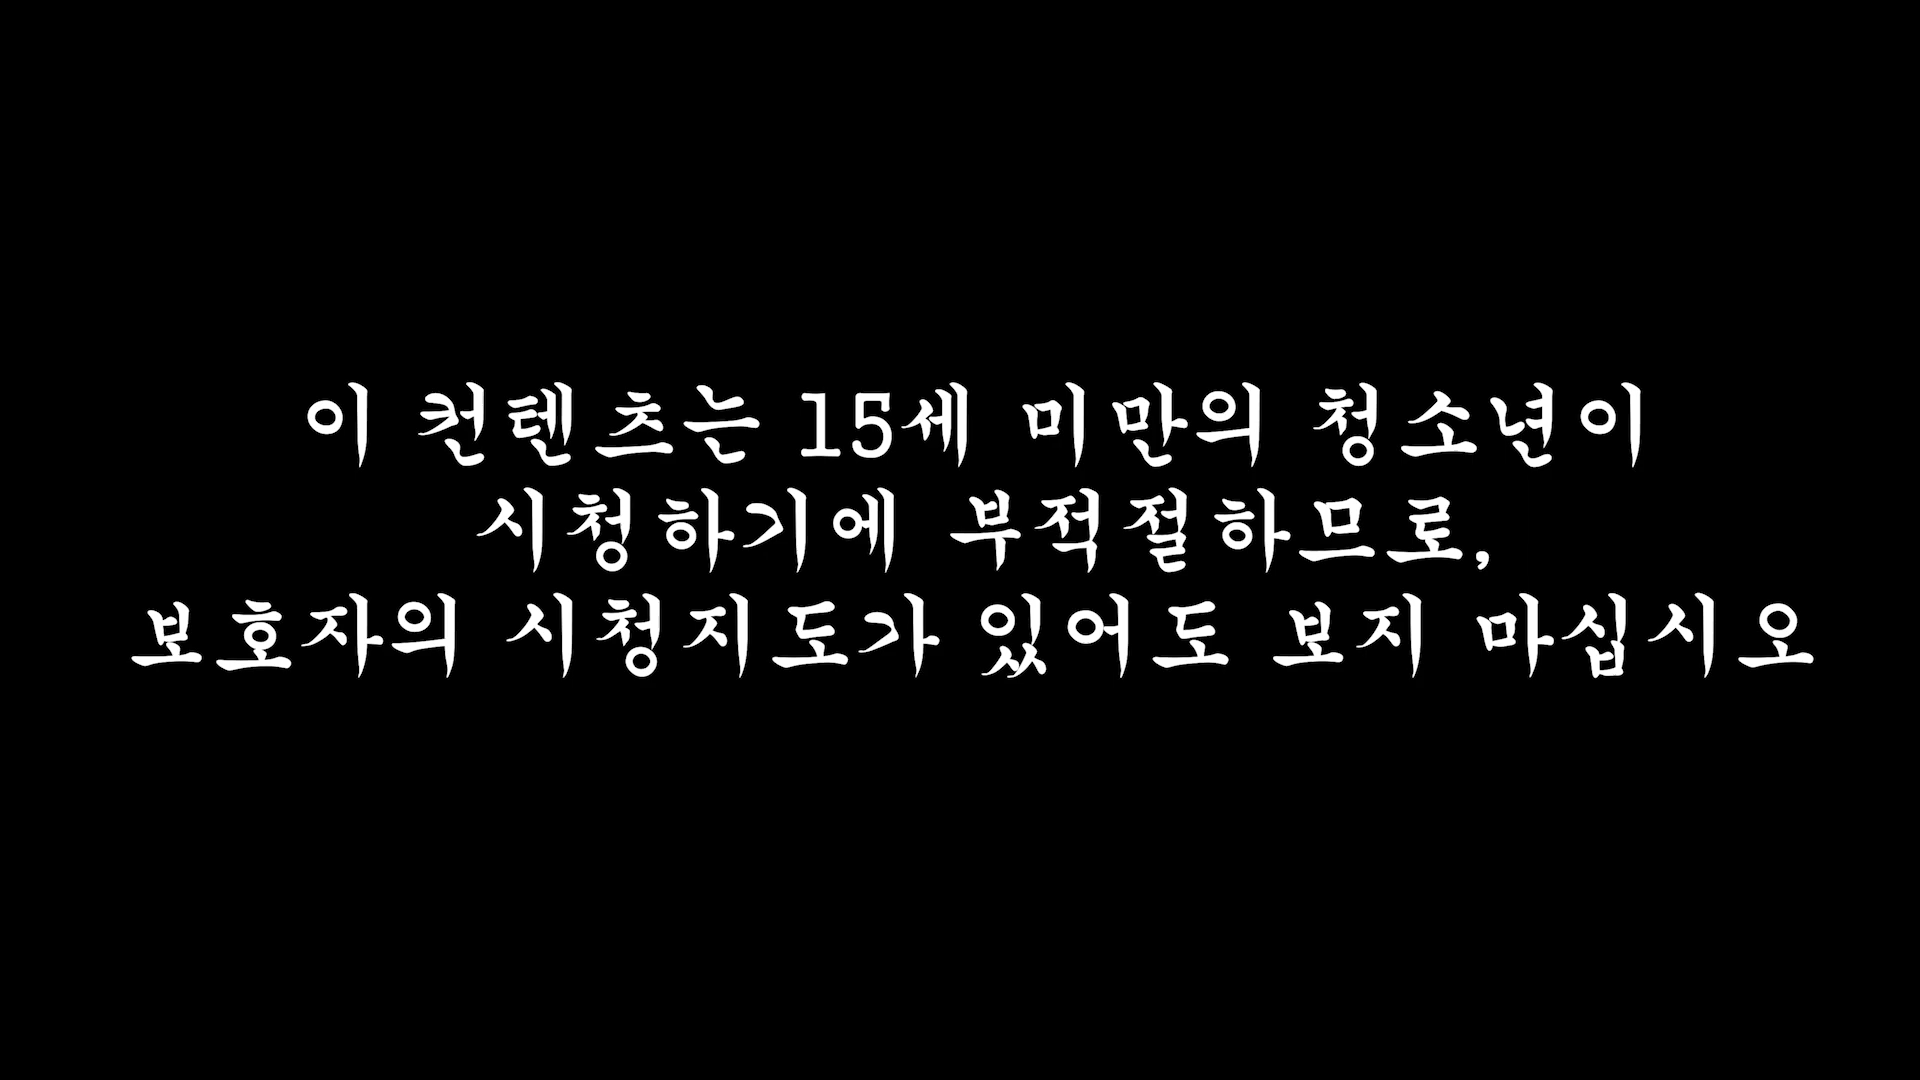 이 컨텐츠는 15세 미만의 청소년이
시청하기에 부적절하므로,
보호자의 시청지도가 있어도 보지 마십시오